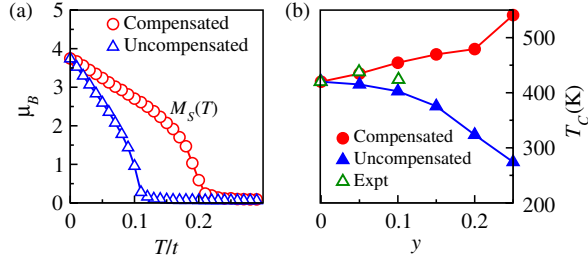 (a)
5
4
3
2
1
0
μB
Compensated
Uncompensated
MS(T)
0
0.1
0.2
T/t
(b)
550
500
400
300
200
TC(K)
Compensated
Uncompensated
Expt
0
0.1
0.2
y